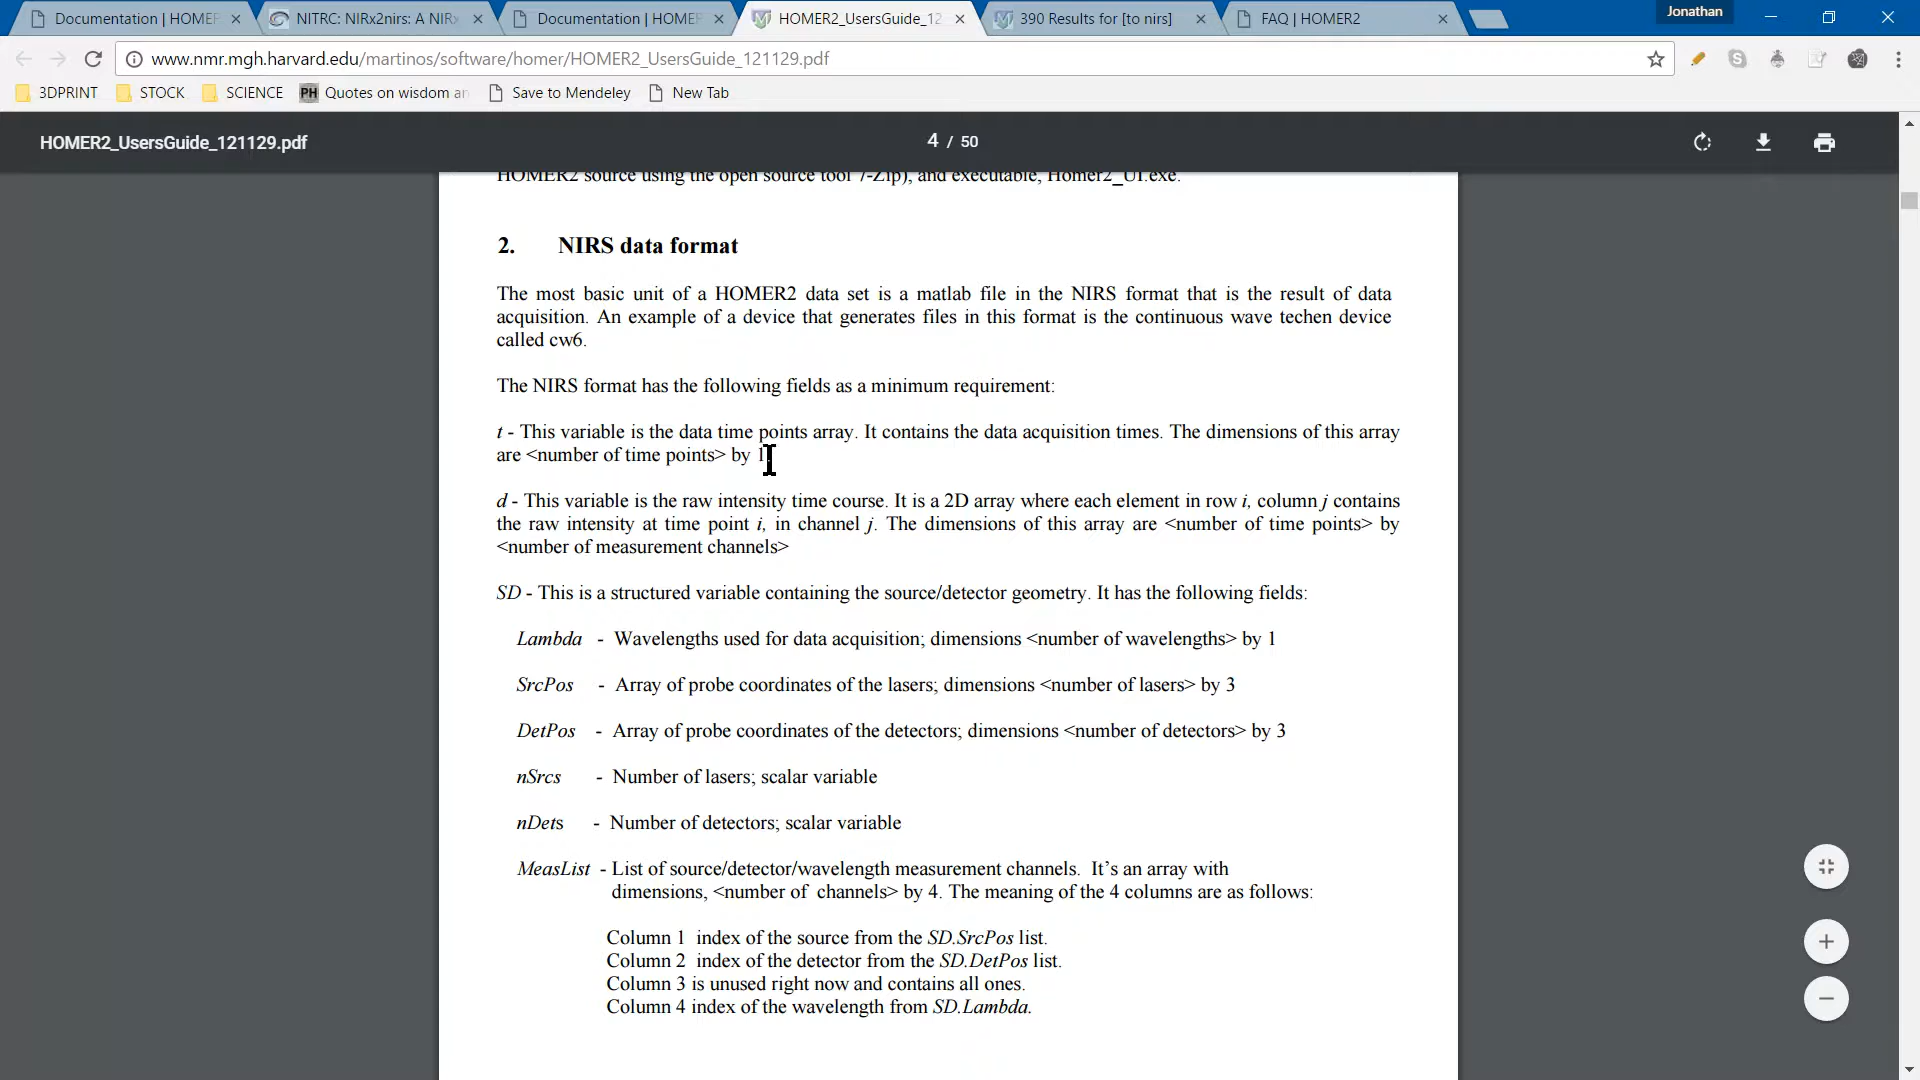 Documentation | HOMER
NITRC: NIRx2nirs: A NIRx
Documentation | HOMER
HOMER2_UsersGuide_12
390 Results for [to nirs]
FAQ | HOMER2
Jonathan
www.nmr.mgh.harvard.edu/martinos/software/homer/HOMER2_UsersGuide_121129.pdf
3DPRINT
STOCK
SCIENCE
PH Quotes on wisdom an
Save to Mendeley
New Tab
HOMER2_UsersGuide_121129.pdf
4 / 50
HOMER2 source using the open source tool 7-Zip), and executable, Homer2_UI.exe.
2. NIRS data format
The most basic unit of a HOMER2 data set is a matlab file in the NIRS format that is the result of data
acquisition. An example of a device that generates files in this format is the continuous wave techen device
called cw6.
The NIRS format has the following fields as a minimum requirement:
t - This variable is the data time points array. It contains the data acquisition times. The dimensions of this array
are <number of time points> by 1
d - This variable is the raw intensity time course. It is a 2D array where each element in row i, column j contains
the raw intensity at time point i, in channel j. The dimensions of this array are <number of time points> by
<number of measurement channels>
SD - This is a structured variable containing the source/detector geometry. It has the following fields:
Lambda - Wavelengths used for data acquisition; dimensions <number of wavelengths> by 1
SrcPos - Array of probe coordinates of the lasers; dimensions <number of lasers> by 3
DetPos - Array of probe coordinates of the detectors; dimensions <number of detectors> by 3
nSrcs - Number of lasers; scalar variable
nDets - Number of detectors; scalar variable
MeasList - List of source/detector/wavelength measurement channels. It's an array with
dimensions, <number of channels> by 4. The meaning of the 4 columns are as follows:
Column 1 index of the source from the SD.SrcPos list.
Column 2 index of the detector from the SD.DetPos list.
Column 3 is unused right now and contains all ones.
Column 4 index of the wavelength from SD.Lambda.